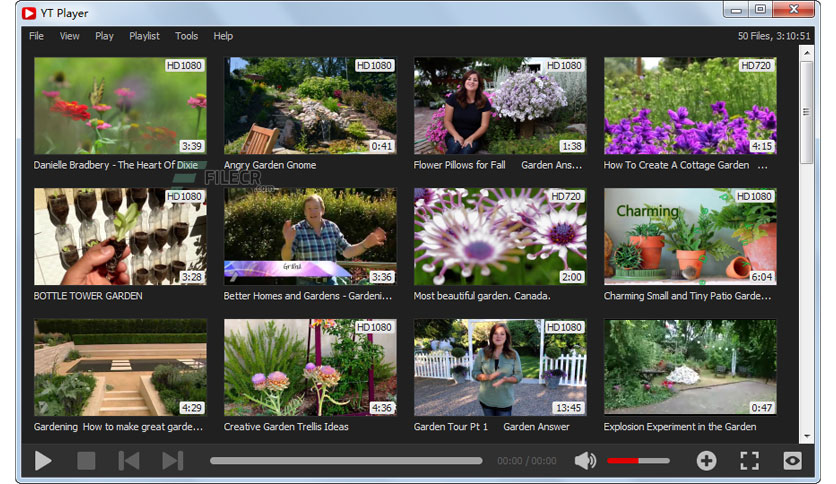 YT Player
File View Play Playlist Tools Help 50 Files, 3:10:51
HD1080 HD1080 HD1080 HD720
3:39 0:41 1:38 4:15
Danielle Bradbery - The Heart Of Dixie Angry Garden Gnome Flower Pillows for Fall Garden Ans... How To Create A Cottage Garden ...
FILECR
.com
HD1080 HD720 HD1080
Charming
3:28 3:36 2:00 6:04
BOTTLE TOWER GARDEN Better Homes and Gardens - Gardeni... Most beautiful garden. Canada. Charming Small and Tiny Patio Garde...
HD1080 HD1080
4:29 4:36 13:45 0:47
Gardening How to make great garde... Creative Garden Trellis Ideas Garden Tour Pt 1 Garden Answer Explosion Experiment in the Garden
00:00 / 00:00